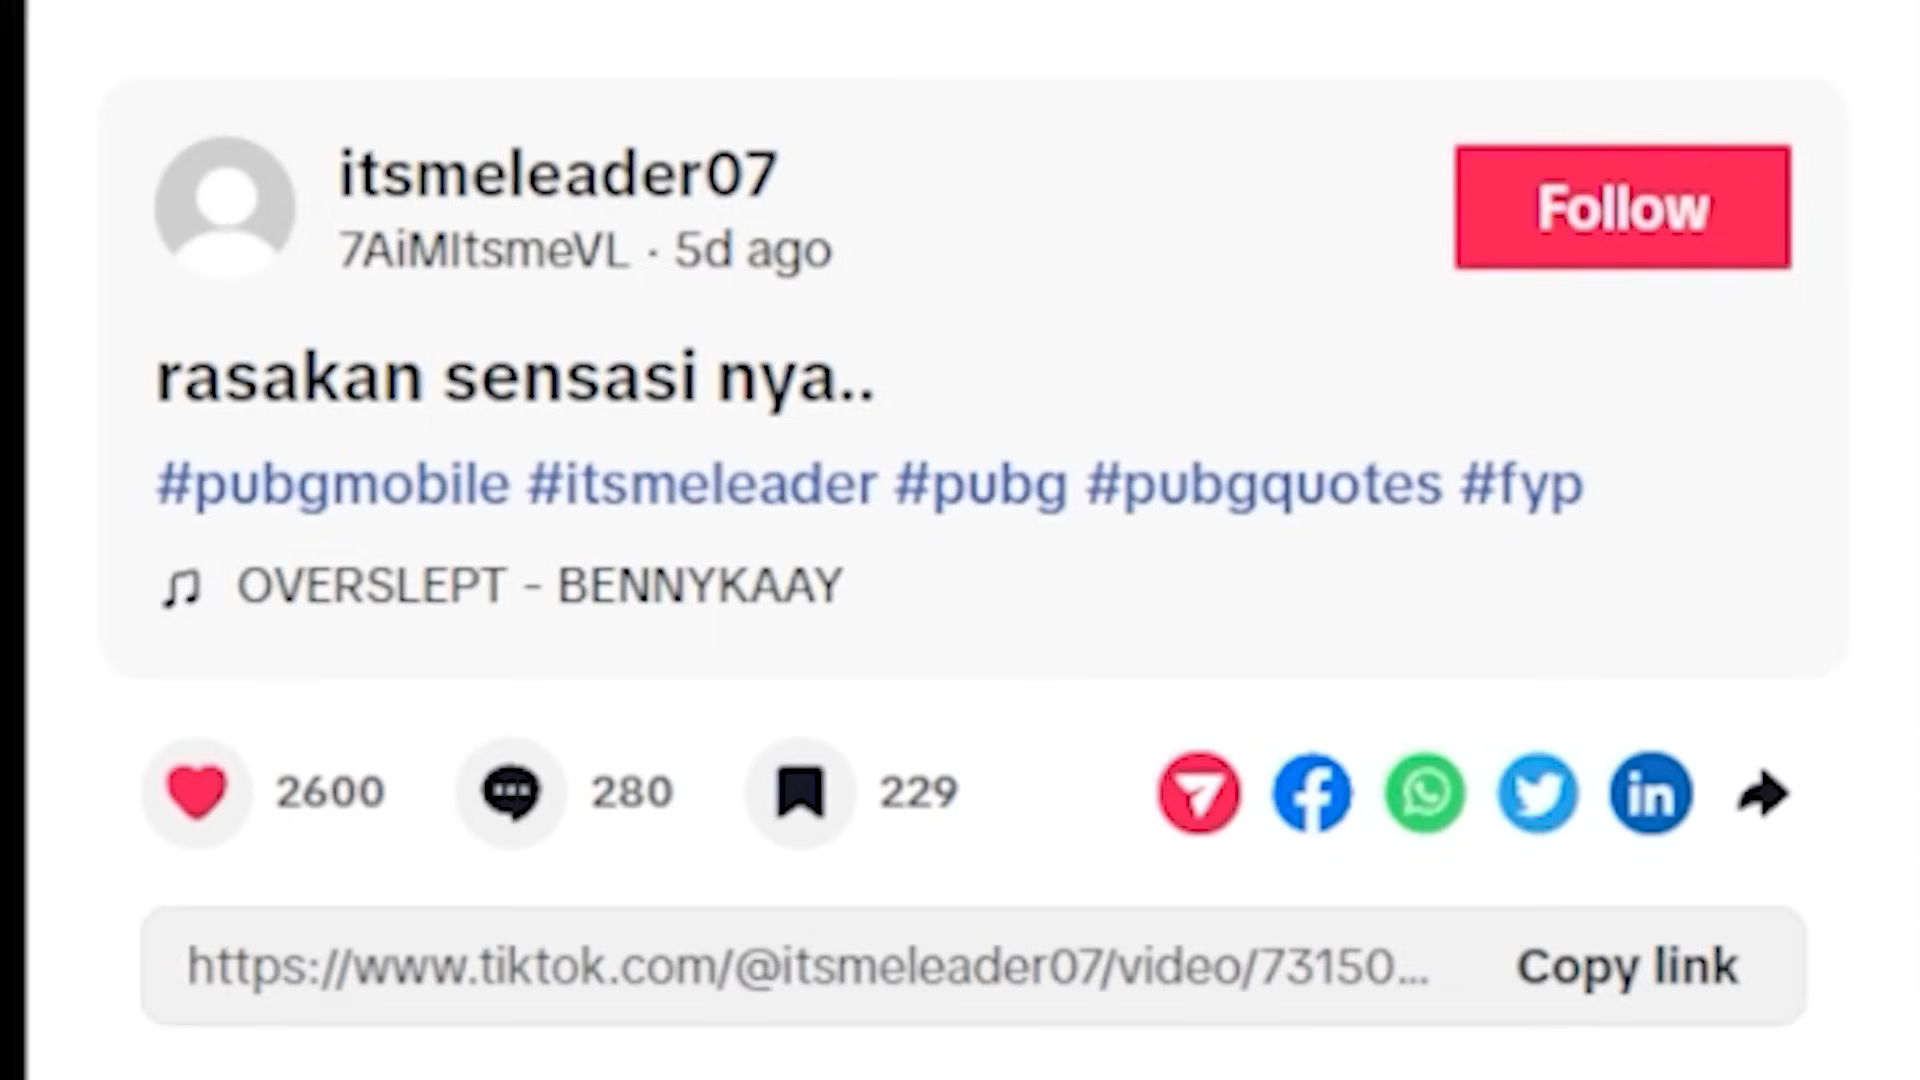 itsmeleader07
7AiMItsmeVL · 5d ago
Follow
rasakan sensasi nya..
#pubgmobile #itsmeleader #pubg #pubgquotes #fyp
OVERSLEPT - BENNYKAAY
2600
280
229
https://www.tiktok.com/@itsmeleader07/video/73150...
Copy link